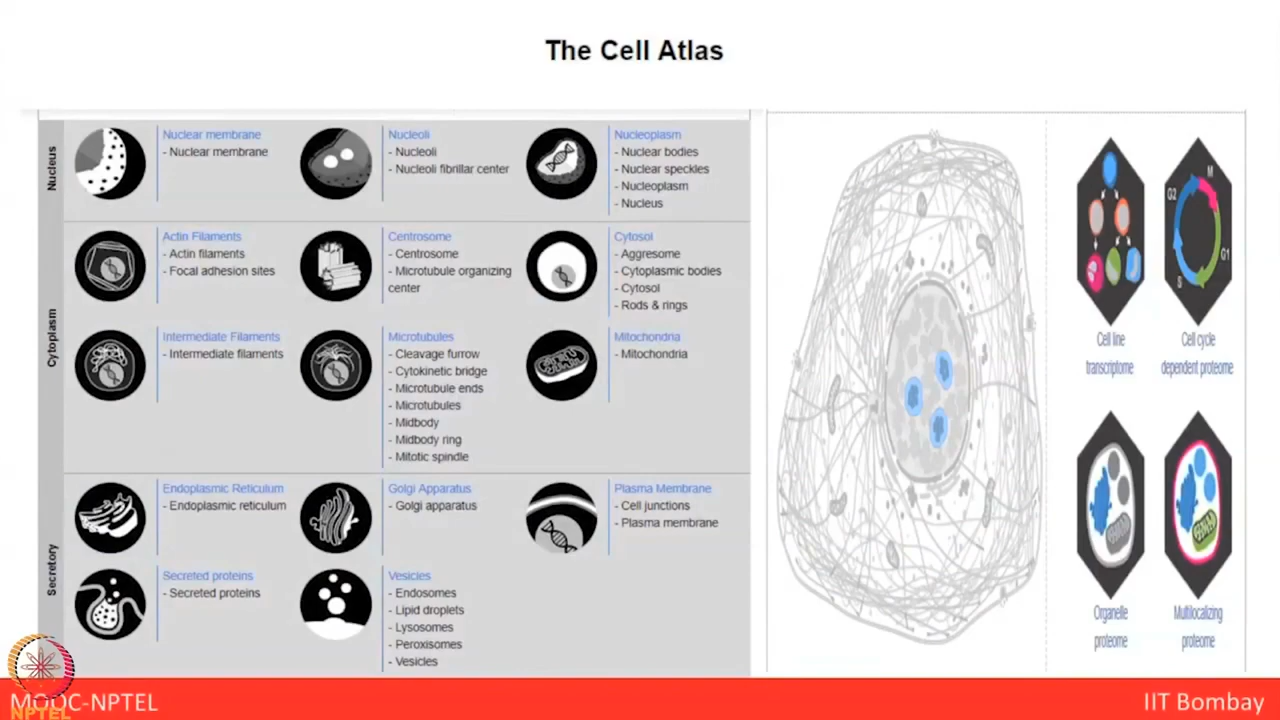 The Cell Atlas
Nucleus
Nuclear membrane
- Nuclear membrane
Nucleoli
- Nucleoli
- Nucleoli fibrillar center
Nucleoplasm
- Nuclear bodies
- Nuclear speckles
- Nucleoplasm
- Nucleus
Cytoplasm
Actin Filaments
- Actin filaments
- Focal adhesion sites
Centrosome
- Centrosome
- Microtubule organizing
center
Cytosol
- Aggresome
- Cytoplasmic bodies
- Cytosol
- Rods & rings
Intermediate Filaments
- Intermediate filaments
Microtubules
- Cleavage furrow
- Cytokinetic bridge
- Microtubule ends
- Microtubules
- Midbody
- Midbody ring
- Mitotic spindle
Mitochondria
- Mitochondria
Secretory
Endoplasmic Reticulum
- Endoplasmic reticulum
Golgi Apparatus
- Golgi apparatus
Plasma Membrane
- Cell junctions
- Plasma membrane
Secreted proteins
- Secreted proteins
Vesicles
- Endosomes
- Lipid droplets
- Lysosomes
- Peroxisomes
- Vesicles
Cell line
transcriptome
G2
M
S
G1
Cell cycle
dependent proteome
Organelle
proteome
Multilocalizing
proteome
MOOC-NPTEL
NPTEL
IIT Bombay